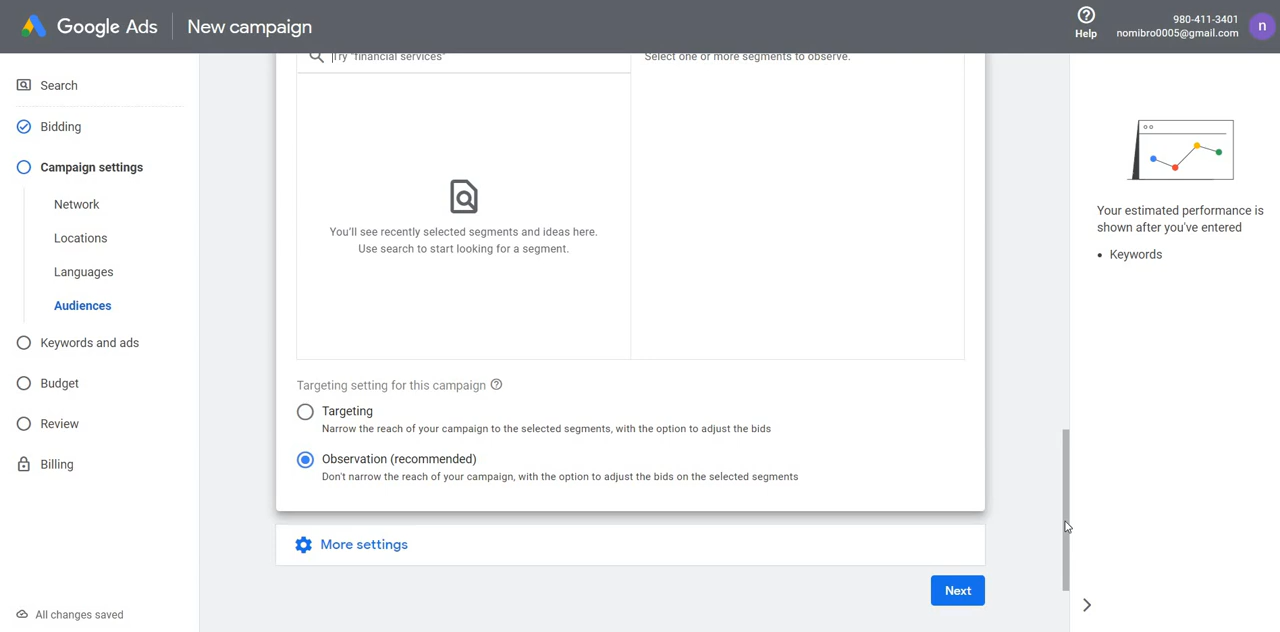 Google Ads
New campaign
Help
980-411-3401
nomibro0005@gmail.com
n
Search
Bidding
Campaign settings
Network
Locations
Languages
Audiences
Keywords and ads
Budget
Review
Billing
All changes saved
Try "financial services"
Select one or more segments to observe.
You'll see recently selected segments and ideas here.
Use search to start looking for a segment.
Targeting setting for this campaign
Targeting
Narrow the reach of your campaign to the selected segments, with the option to adjust the bids
Observation (recommended)
Don't narrow the reach of your campaign, with the option to adjust the bids on the selected segments
More settings
Next
Your estimated performance is
shown after you've entered
• Keywords